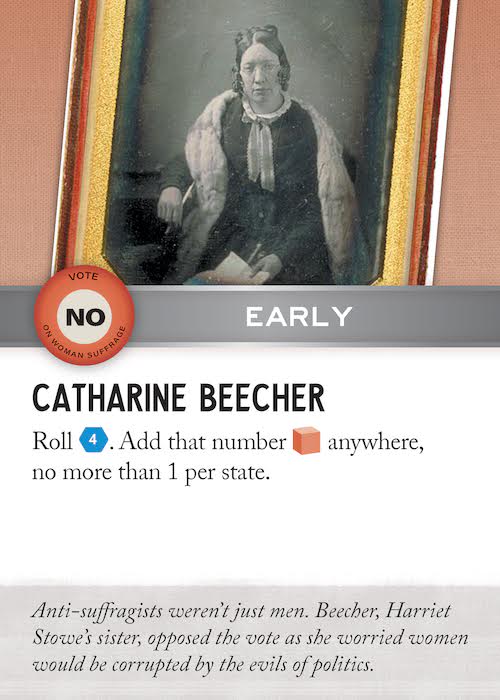 VOTE
NO
ON WOMAN SUFFRAGE
EARLY
CATHARINE BEECHER
Roll 4. Add that number anywhere,
no more than 1 per state.
Anti-suffragists weren't just men. Beecher, Harriet
Stowe's sister, opposed the vote as she worried women
would be corrupted by the evils of politics.